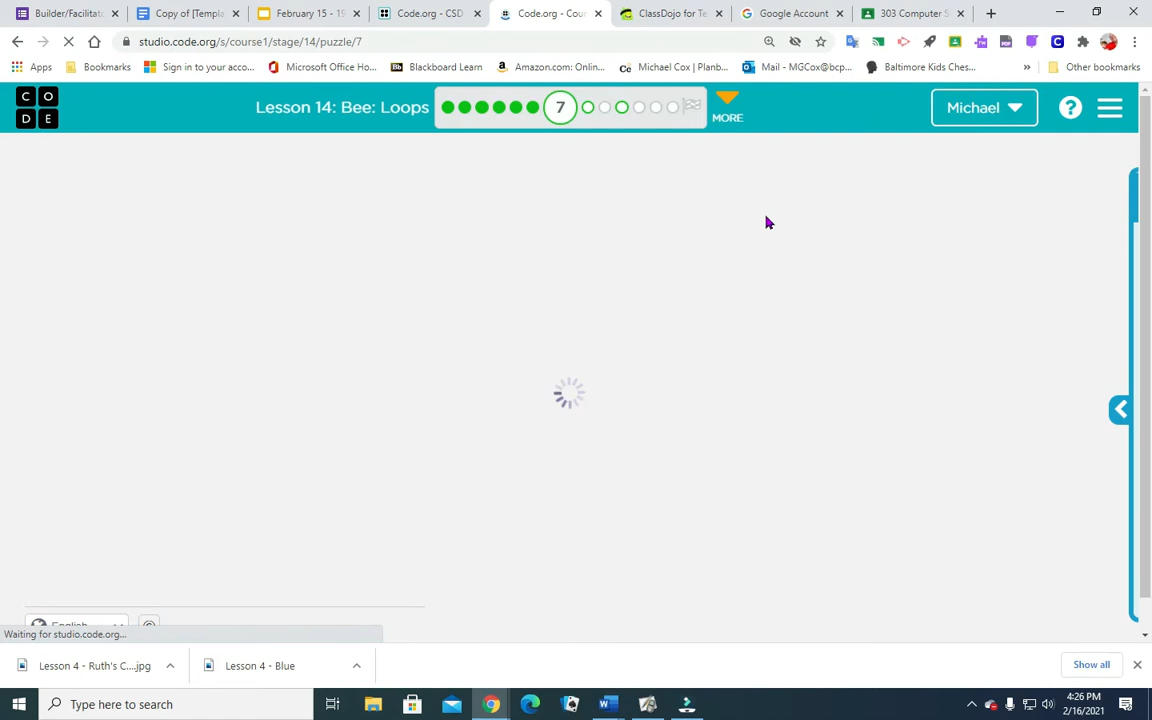 Builder/Facilitato
Copy of [Templa
February 15 - 19
Code.org - CSD
Code.org - Cour
ClassDojo for Te
Google Account
303 Computer S
studio.code.org/s/course1/stage/14/puzzle/7
Apps
Bookmarks
Sign in to your acco...
Microsoft Office Ho...
Blackboard Learn
Amazon.com: Onlin...
Michael Cox | Planb...
Mail - MGCox@bcp...
Baltimore Kids Ches...
Other bookmarks
C O
D E
Lesson 14: Bee: Loops
7
MORE
Michael
English
Waiting for studio.code.org...
Lesson 4 - Ruth's C....jpg
Lesson 4 - Blue
Show all
Type here to search
4:26 PM
2/16/2021